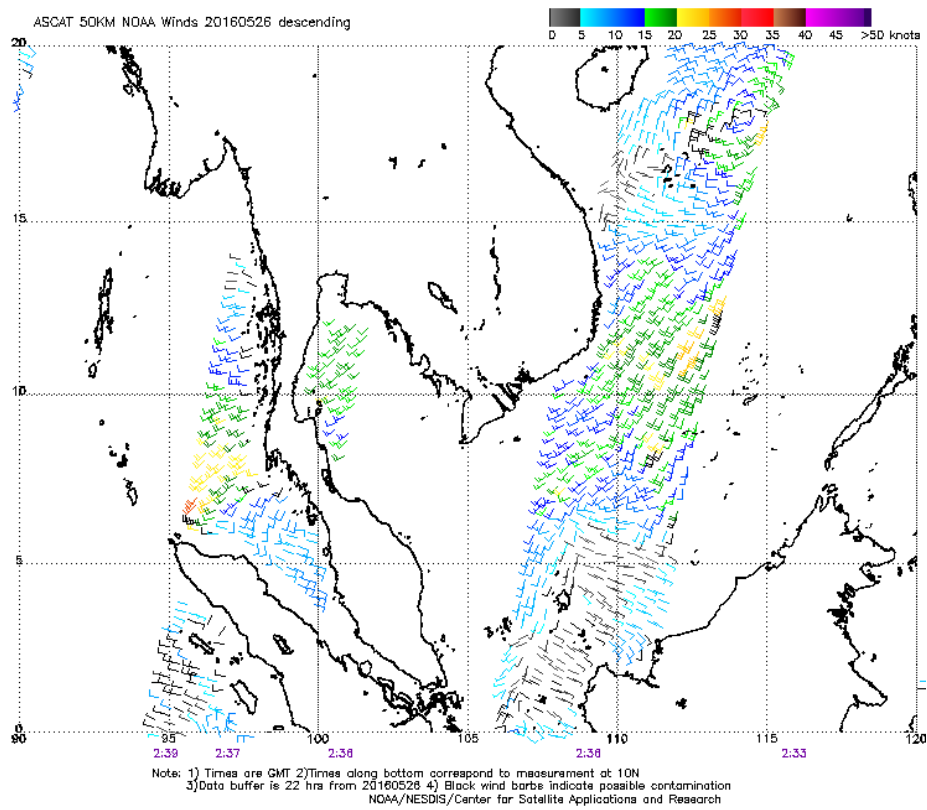 ASCAT 50KM NOAA Winds 20160526 descending
0 5 10 15 20 25 30 35 40 45 >50 knots
20
15
10
5
0
90 95 100 105 110 115 120
2:39 2:37 2:36 2:36 2:33
Note: 1) Times are GMT 2)Times along bottom correspond to measurement at 10N
3)Data buffer is 22 hrs from 20160526 4) Black wind barbs indicate possible contamination
NOAA/NESDIS/Center for Satellite Applications and Research